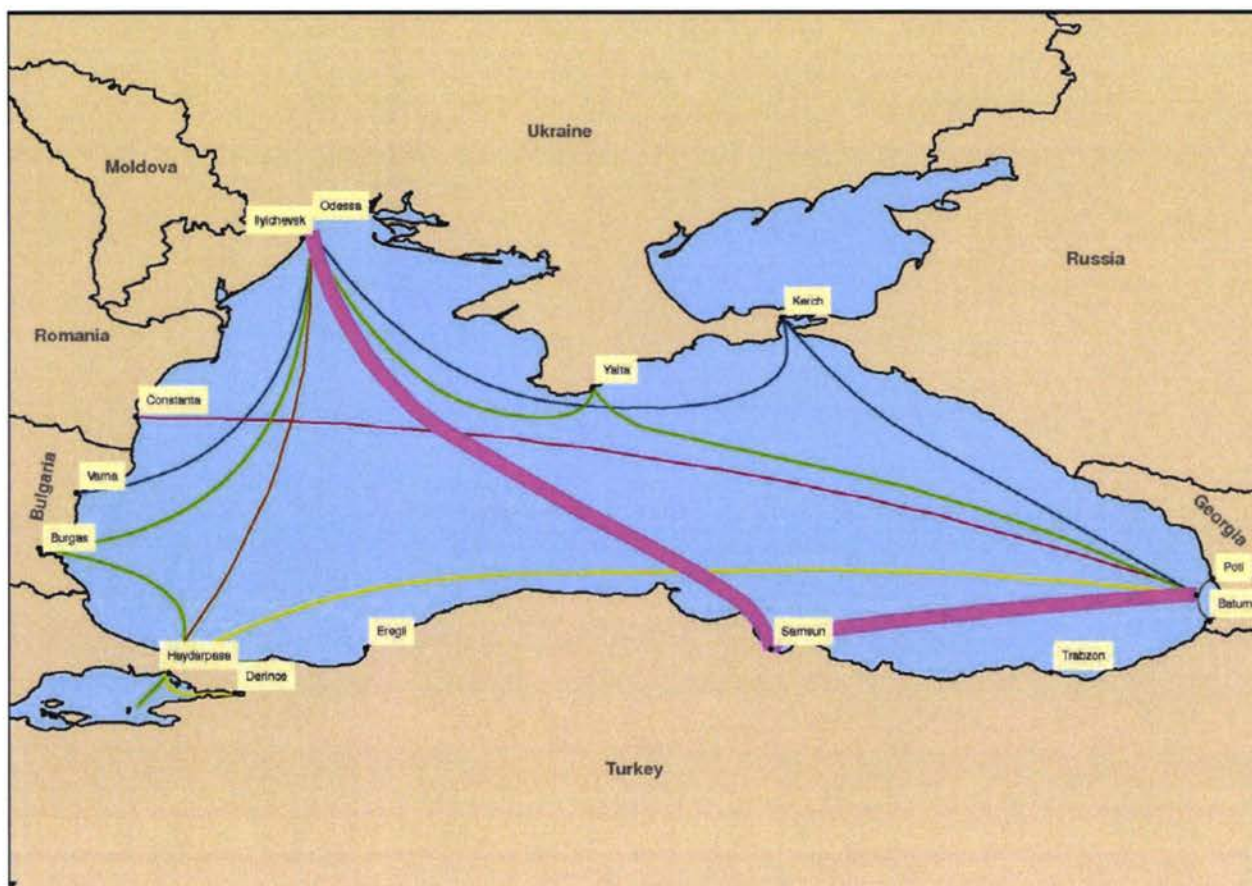 Ukraine
Moldova
Odessa
Ilyichevsk
Russia
Kerch
Romania
Yalta
Constanta
Varna
Bulgaria
Georgia
Burgas
Poti
Batum
Eregli
Samsun
Haydarpasa
Trabzon
Derince
Turkey